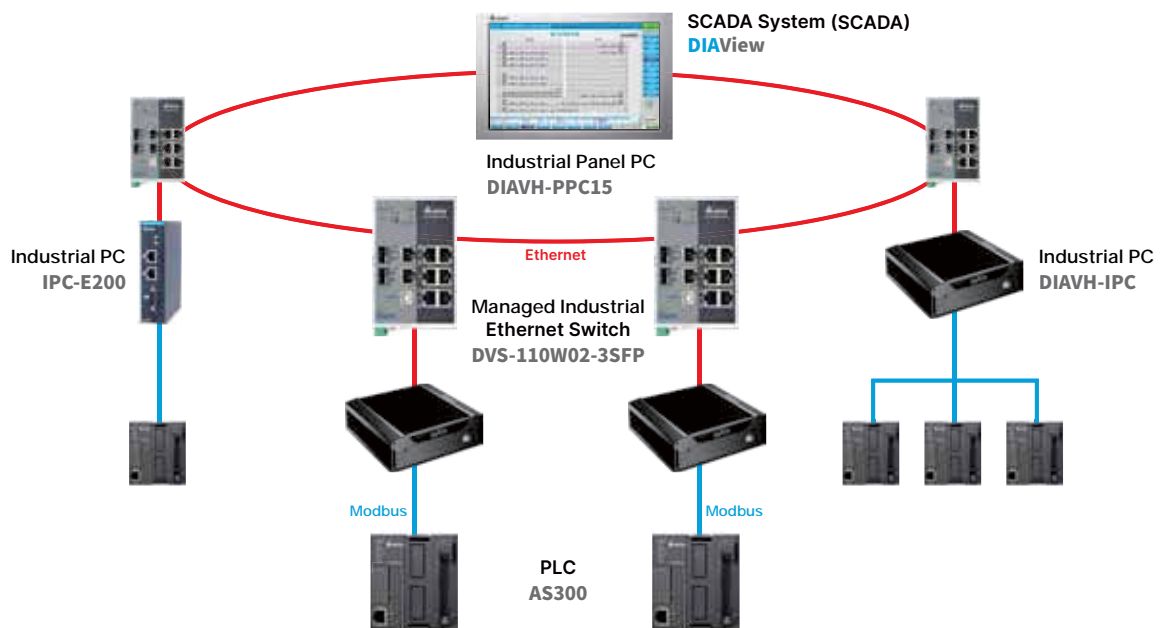 SCADA System (SCADA)
DIAView
Industrial Panel PC
DIAVH-PPC15
Industrial PC
IPC-E200
Ethernet
Industrial PC
DIAVH-IPC
Managed Industrial
Ethernet Switch
DVS-110W02-3SFP
Modbus
Modbus
PLC
AS300